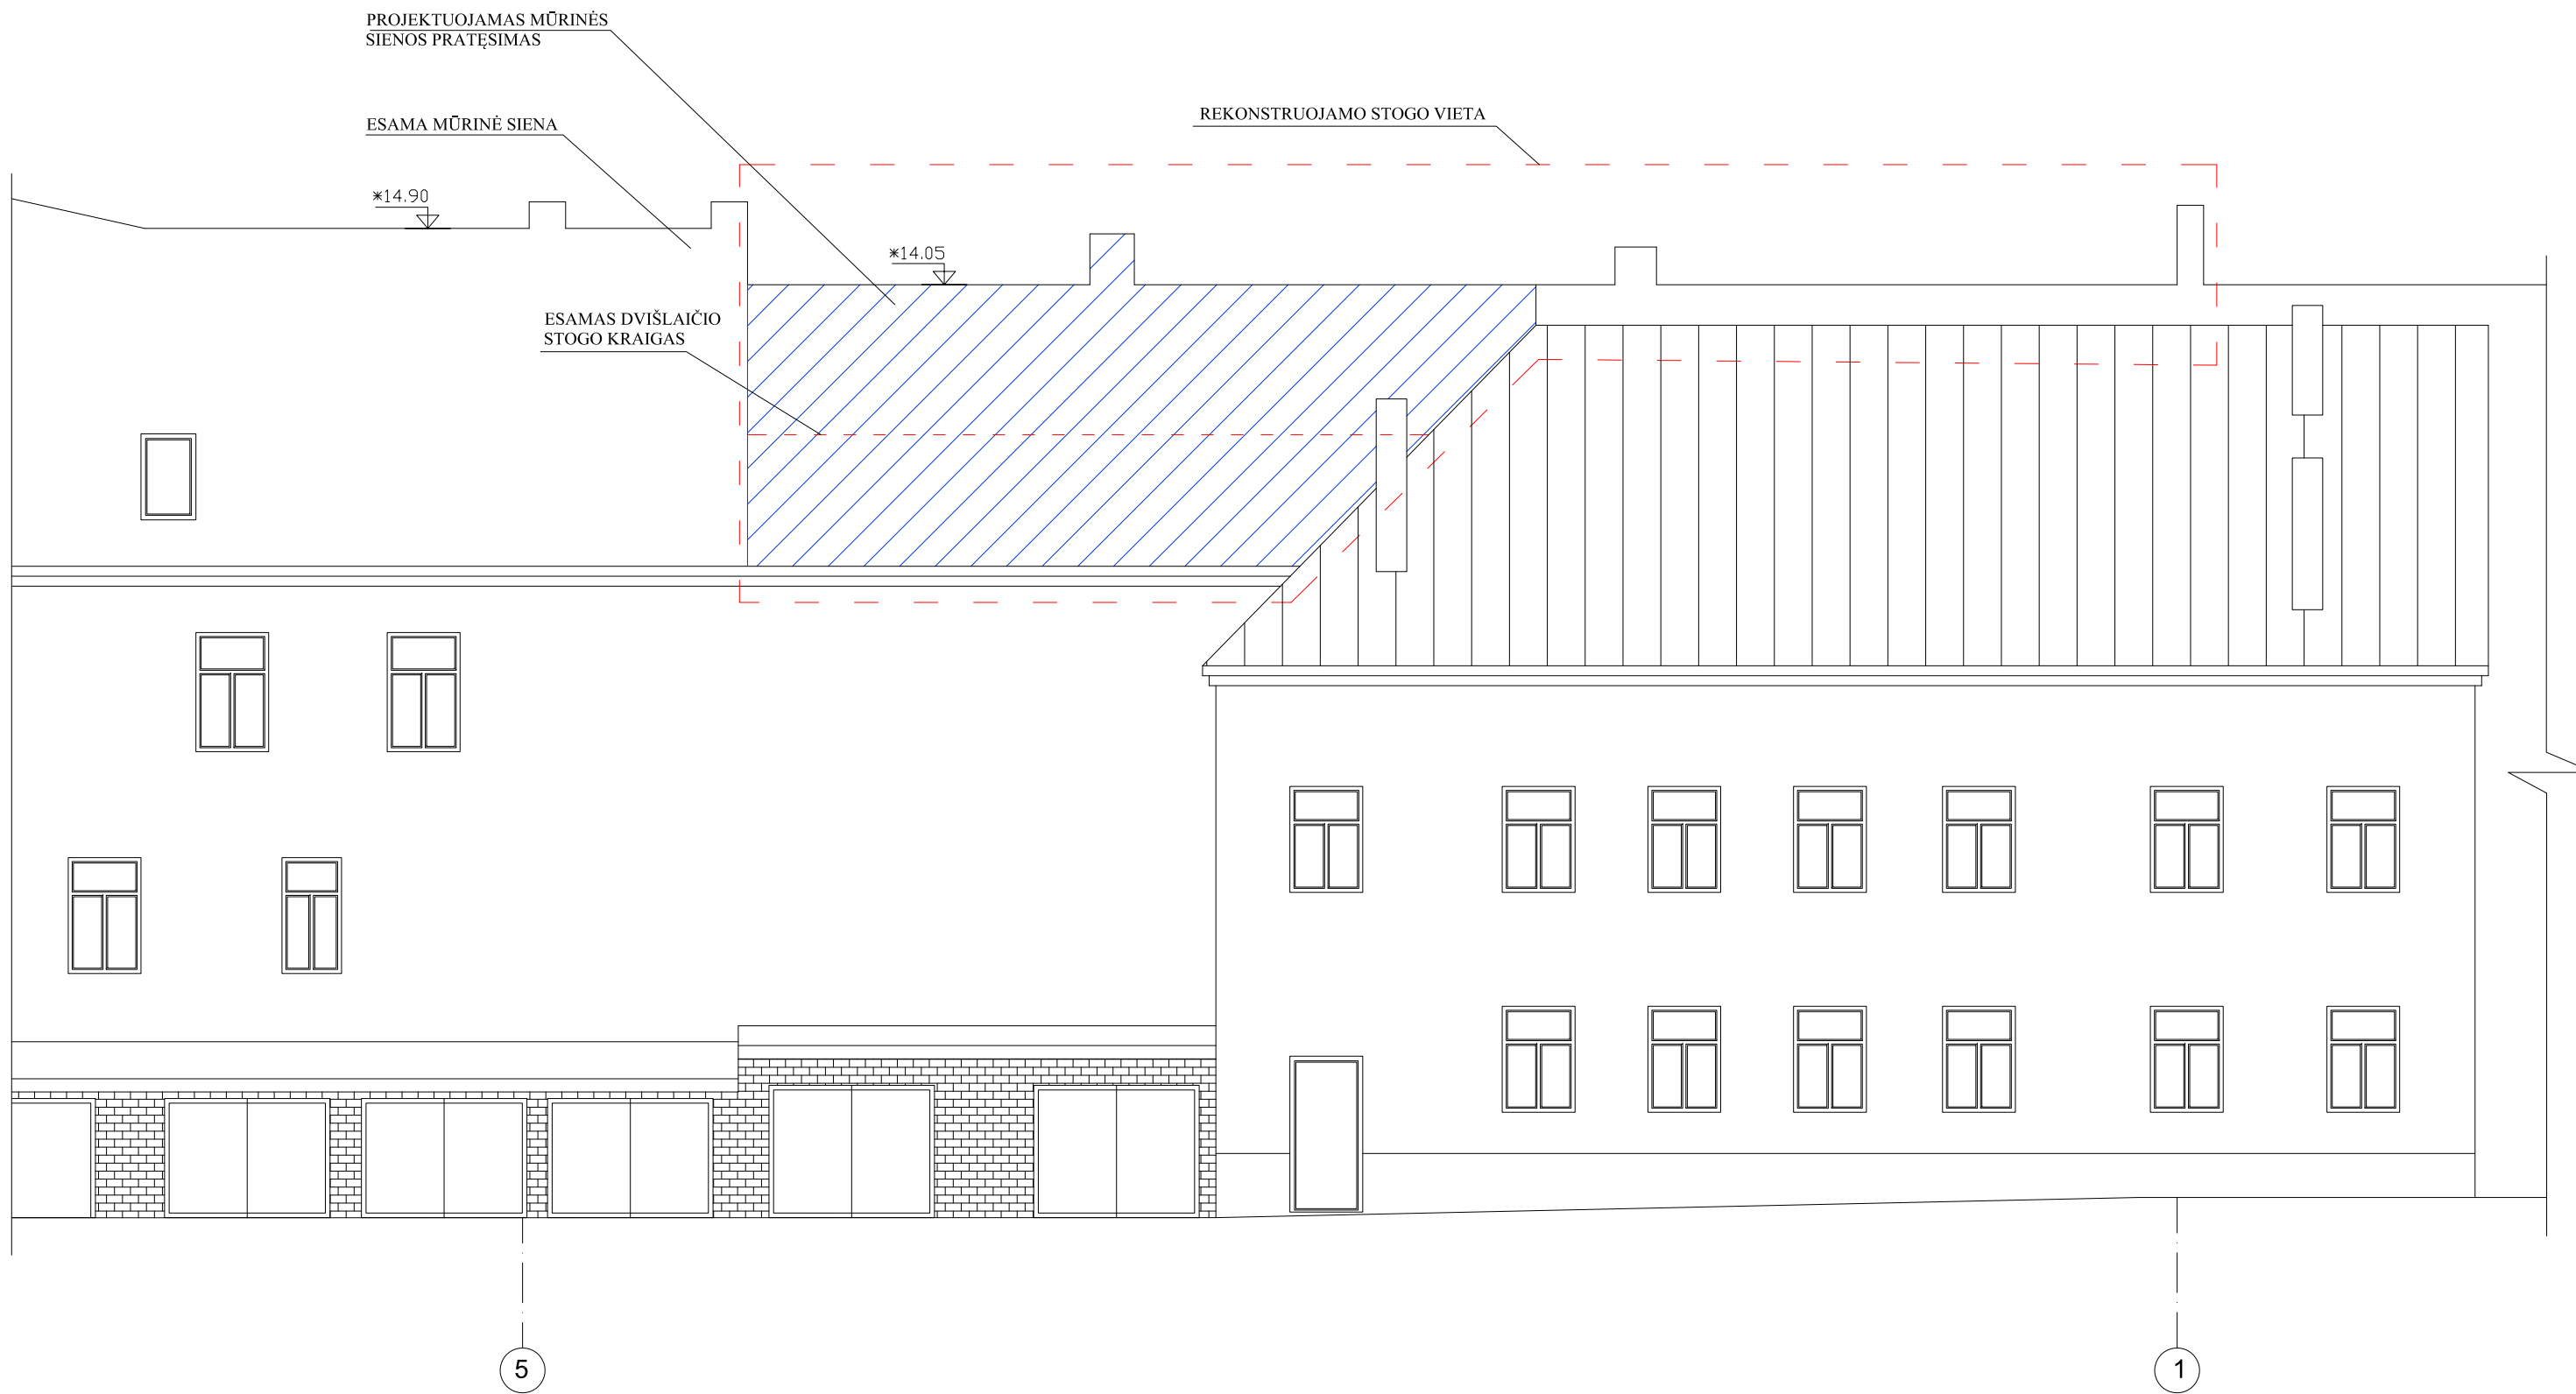 PROJEKTUOJAMAS MŪRINĖS
SIENOS PRATĘSIMAS
REKONSTRUOJAMO STOGO VIETA
ESAMA MŪRINĖ SIENA
*14.90
*14.05
ESAMAS DVIŠLAIČIO
STOGO KRAIGAS
5
1